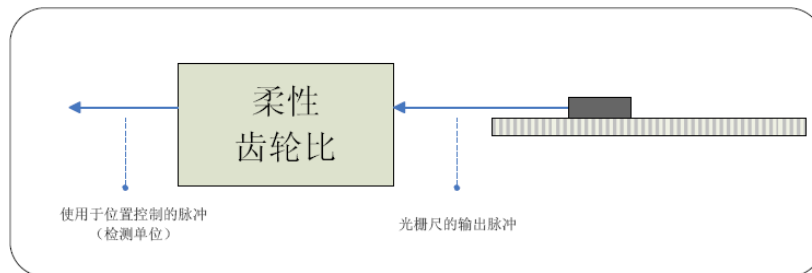 柔性
齿轮比
使用于位置控制的脉冲
（检测单位）
光栅尺的输出脉冲